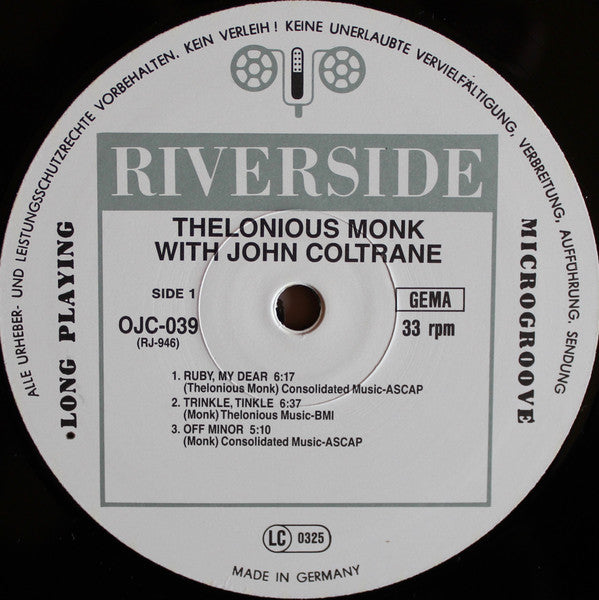 ALLE URHEBER- UND LEISTUNGSSCHUTZRECHTE VORBEHALTEN. KEIN VERLEIH! KEINE UNERLAUBTE VERVIELFÄLTIGUNG, VERBREITUNG, AUFFÜHRUNG, SENDUNG
RIVERSIDE
THELONIOUS MONK
WITH JOHN COLTRANE
LONG PLAYING
MICROGROOVE
SIDE 1
GEMA
OJC-039
33 rpm
(RJ-946)
1. RUBY, MY DEAR 6:17
(Thelonious Monk) Consolidated Music-ASCAP
2. TRINKLE, TINKLE 6:37
(Monk) Thelonious Music-BMI
3. OFF MINOR 5:10
(Monk) Consolidated Music-ASCAP
LC 0325
MADE IN GERMANY